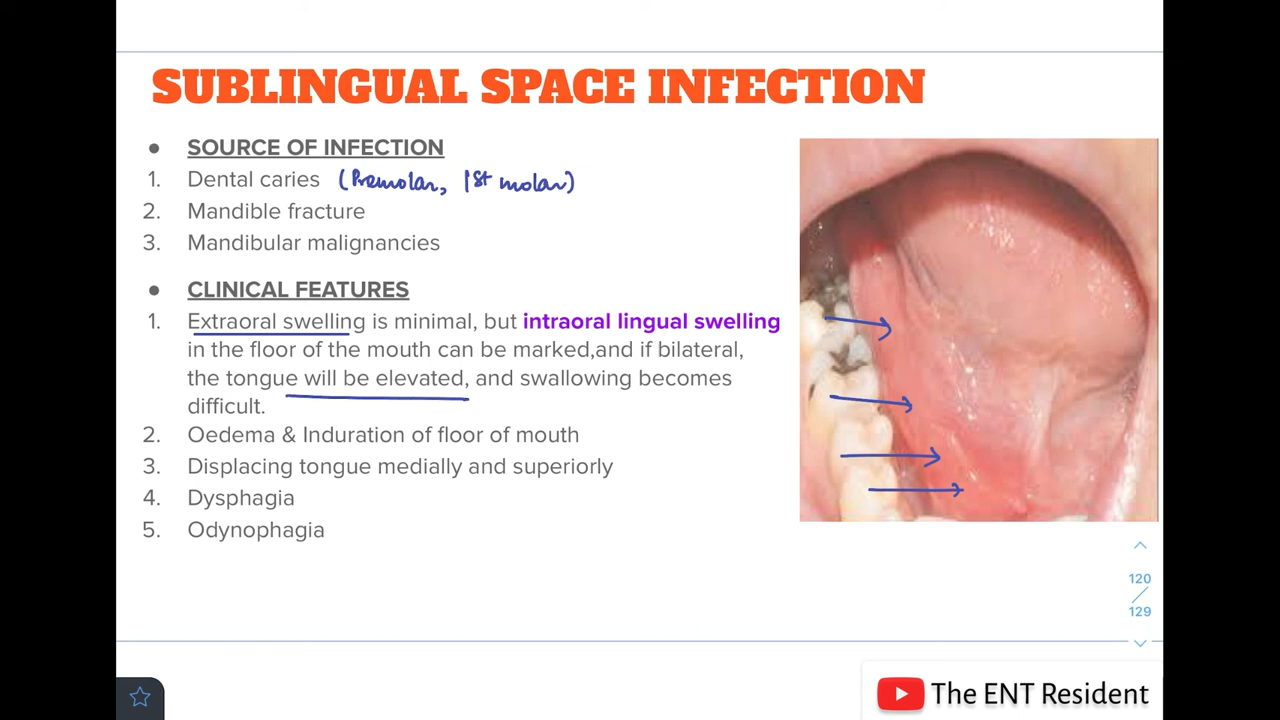 SUBLINGUAL SPACE INFECTION
● SOURCE OF INFECTION
1. Dental caries (Premolar, 1st molar)
2. Mandible fracture
3. Mandibular malignancies
● CLINICAL FEATURES
1. Extraoral swelling is minimal, but intraoral lingual swelling
in the floor of the mouth can be marked,and if bilateral,
the tongue will be elevated, and swallowing becomes
difficult.
2. Oedema & Induration of floor of mouth
3. Displacing tongue medially and superiorly
4. Dysphagia
5. Odynophagia
120
129
The ENT Resident